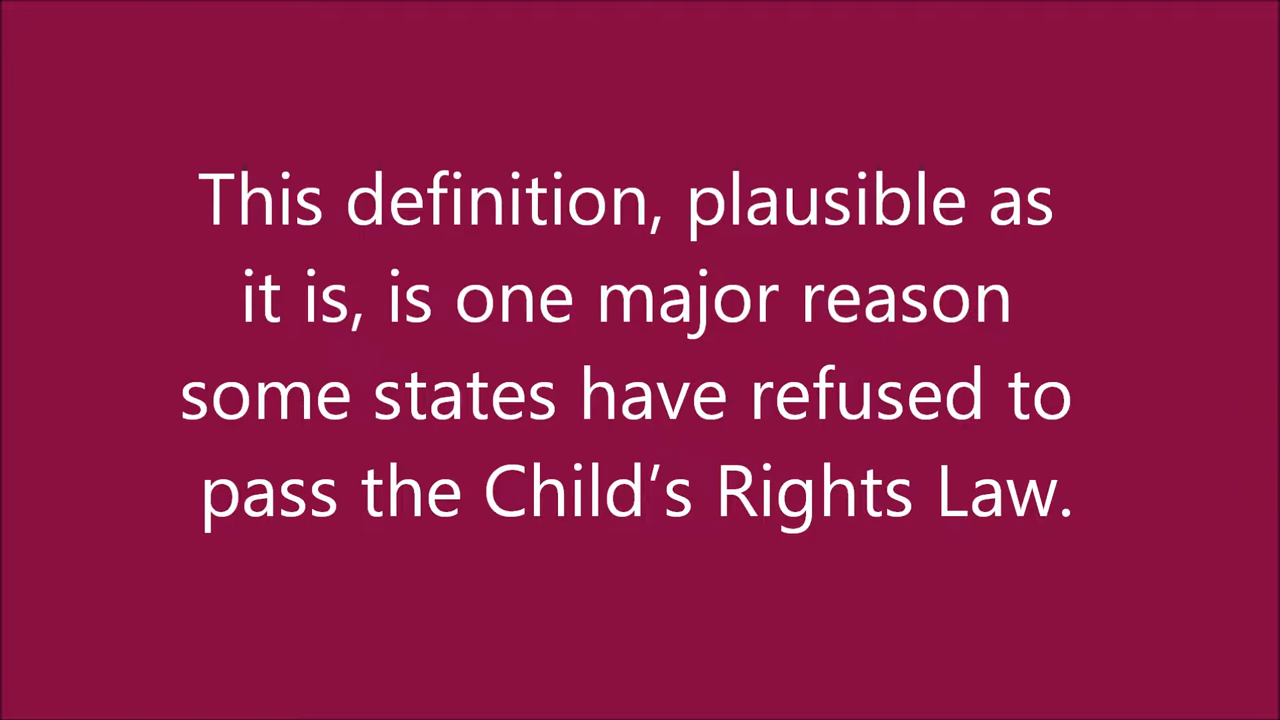 This definition, plausible as
it is, is one major reason
some states have refused to
pass the Child’s Rights Law.